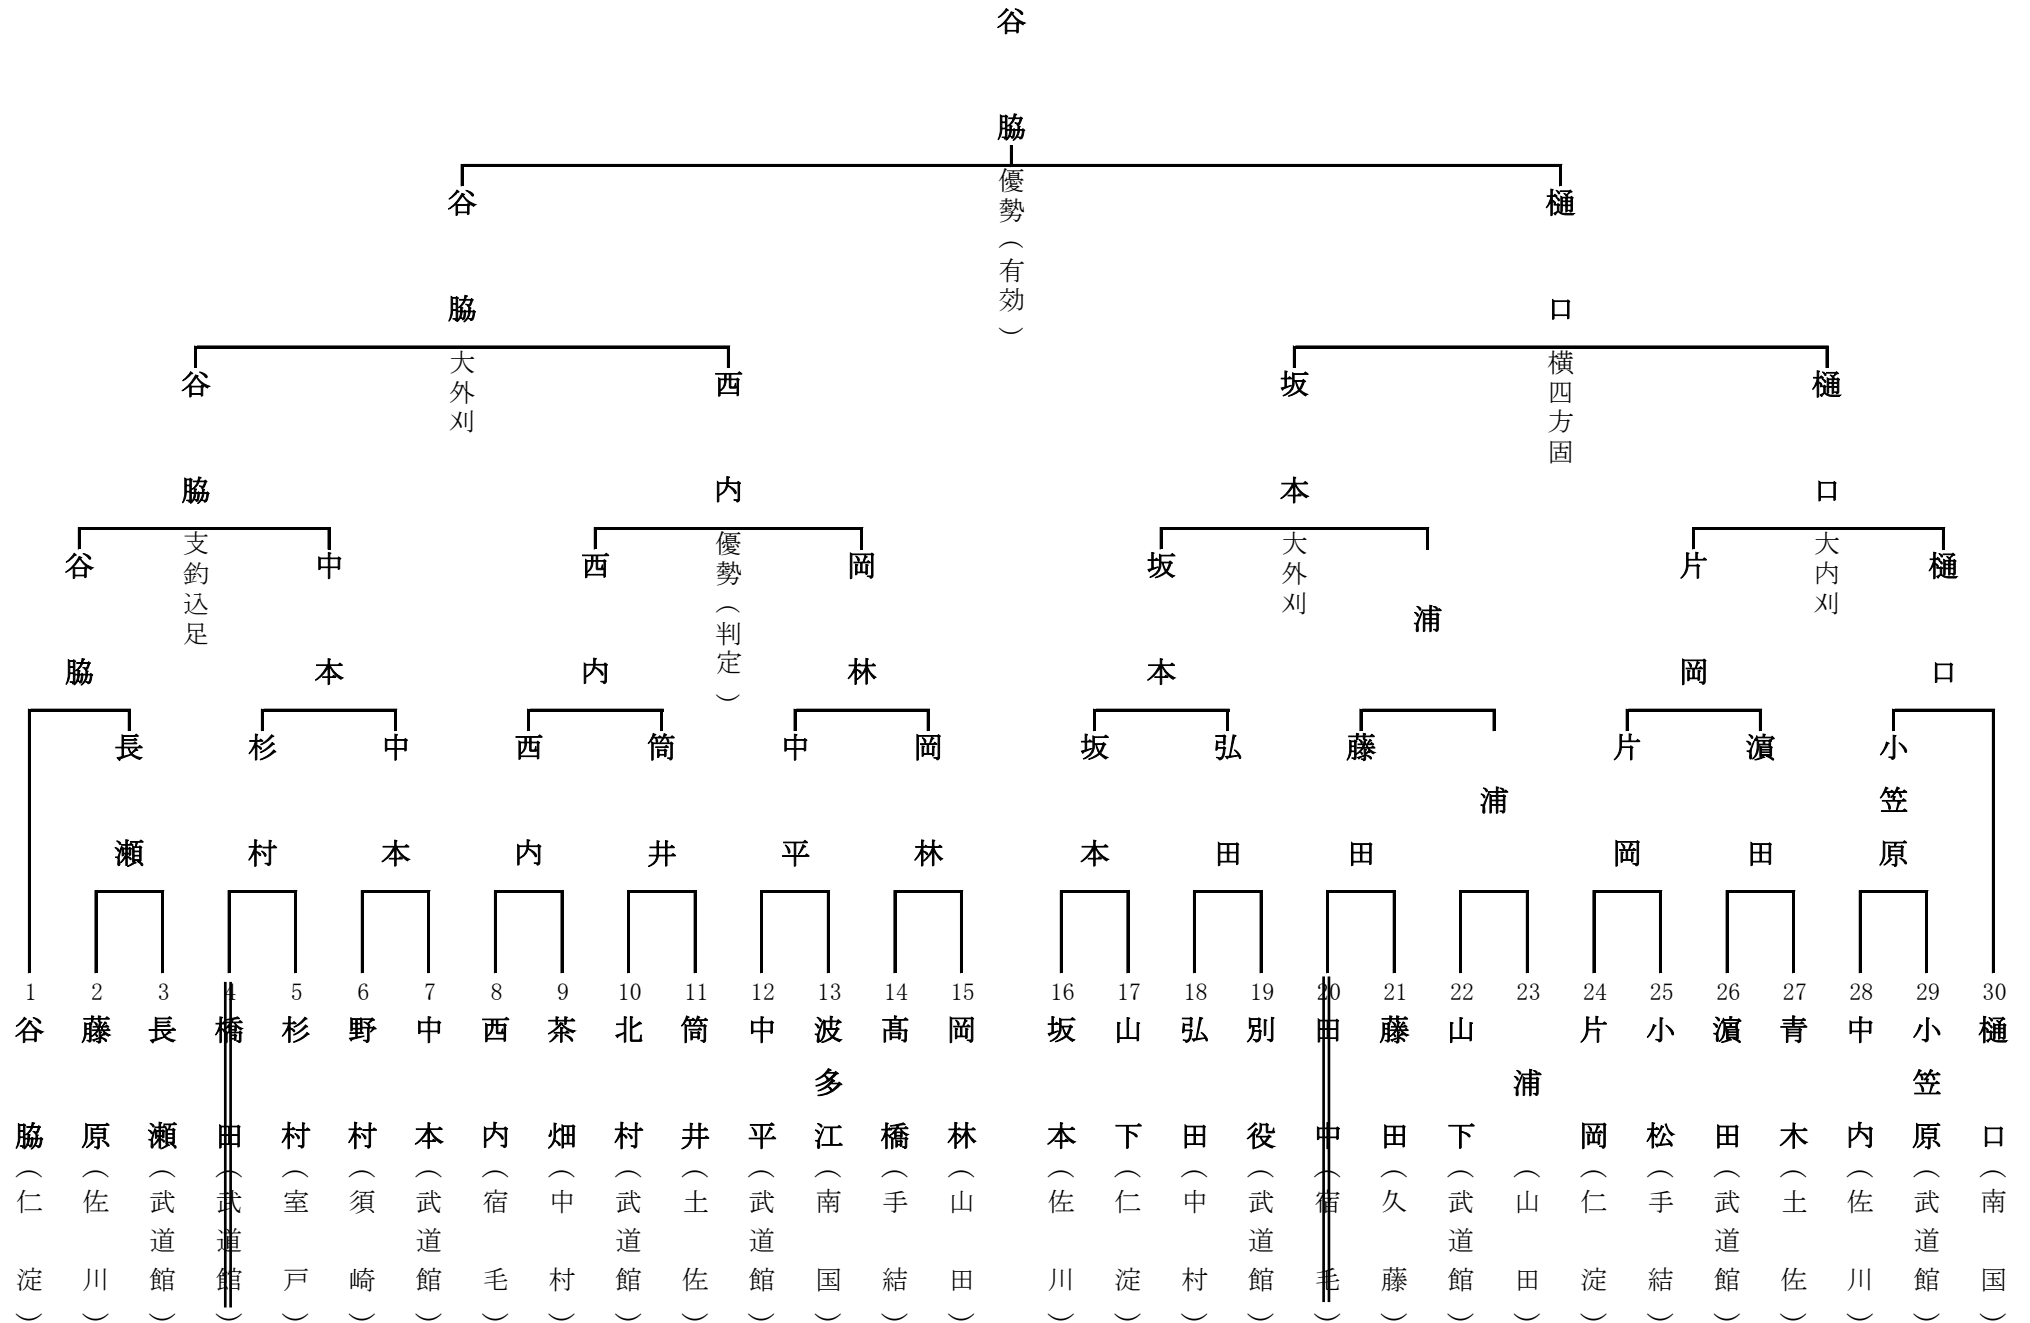 谷脇
優勢（有効）
谷脇
樋口
大外刈
横四方固
谷脇
西内
坂本
樋口
支釣込足
優勢（判定）
大外刈
大内刈
谷脇
中本
西内
岡林
坂本
浦
片岡
樋口
長瀬
杉村
中本
西内
筒井
中平
岡林
坂本
弘田
藤田
浦
片岡
濵田
小笠原
1 谷脇（仁淀）
2 藤原（佐川）
3 長瀬（武道館）
4 橋田（武道館）
5 杉村（室戸）
6 野村（須崎）
7 中本（武道館）
8 西内（宿毛）
9 茶畑（中村）
10 北村（武道館）
11 筒井（土佐）
12 中平（武道館）
13 波多江（南国）
14 髙橋（手結）
15 岡林（山田）
16 坂本（佐川）
17 山下（仁淀）
18 弘田（中村）
19 別役（武道館）
20 田中（宿毛）
21 藤田（久藤）
22 山下（武道館）
23 浦（山田）
24 片岡（仁淀）
25 小松（手結）
26 濵田（武道館）
27 青木（土佐）
28 中内（佐川）
29 小笠原（武道館）
30 樋口（南国）